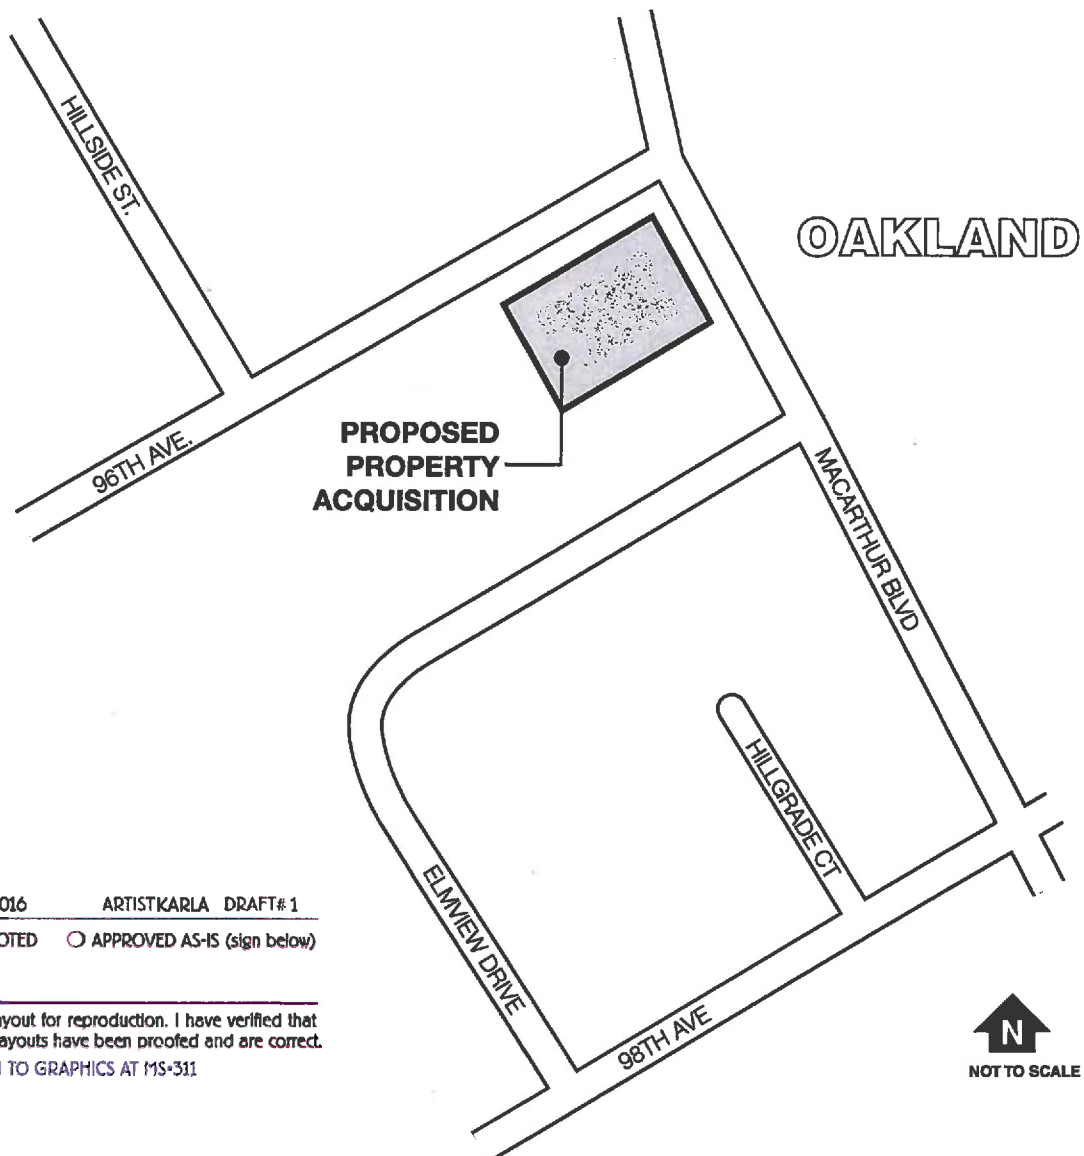 HILLSIDE ST.
OAKLAND
PROPOSED
PROPERTY
ACQUISITION
96TH AVE.
MACARTHUR BLVD
HILLGRADE CT
ELMVIEW DRIVE
98TH AVE
016 ARTISTKARLA DRAFT# 1
OTED APPROVED AS-IS (sign below)
ayout for reproduction. I have verified that
ayouts have been proofed and are correct.
TO GRAPHICS AT MS•311
N
NOT TO SCALE